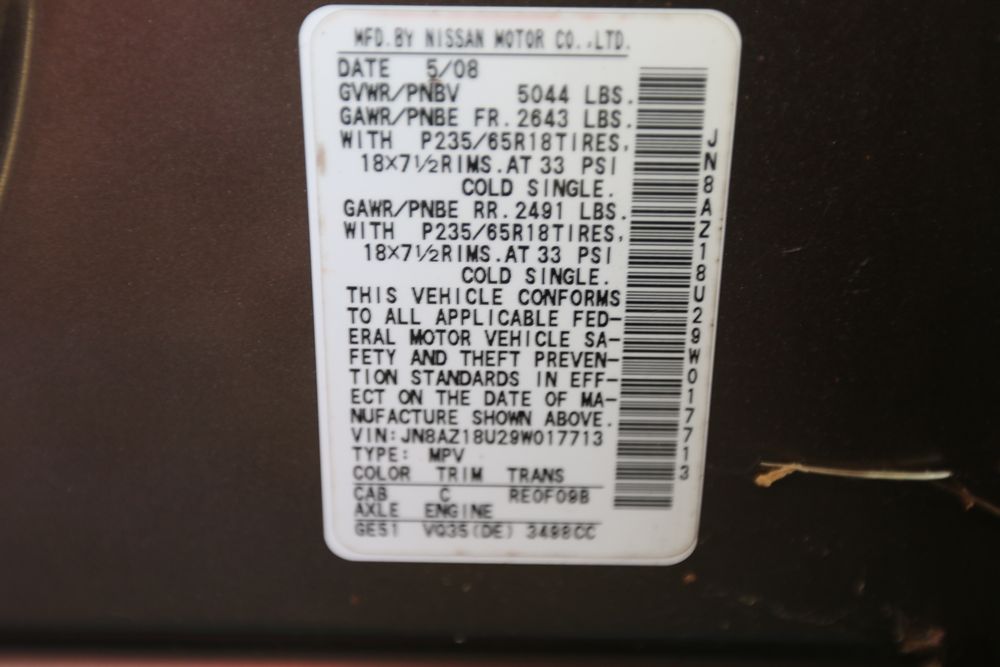 MFD.BY NISSAN MOTOR CO.,LTD.
DATE 5/08
GVWR/PNBV 5044 LBS.
GAWR/PNBE FR.2643 LBS.
WITH P235/65R18TIRES,
18X7½RIMS.AT 33 PSI
COLD SINGLE.
GAWR/PNBE RR.2491 LBS.
WITH P235/65R18TIRES,
18X7½RIMS.AT 33 PSI
COLD SINGLE.
THIS VEHICLE CONFORMS
TO ALL APPLICABLE FED-
ERAL MOTOR VEHICLE SA-
FETY AND THEFT PREVEN-
TION STANDARDS IN EFF-
ECT ON THE DATE OF MA-
NUFACTURE SHOWN ABOVE.
VIN:JN8AZ18U29W017713
TYPE: MPV
COLOR TRIM TRANS
CAB C RE0F09B
AXLE ENGINE
GE51 VQ35(DE) 3498CC
JN8AZ18U29W017713